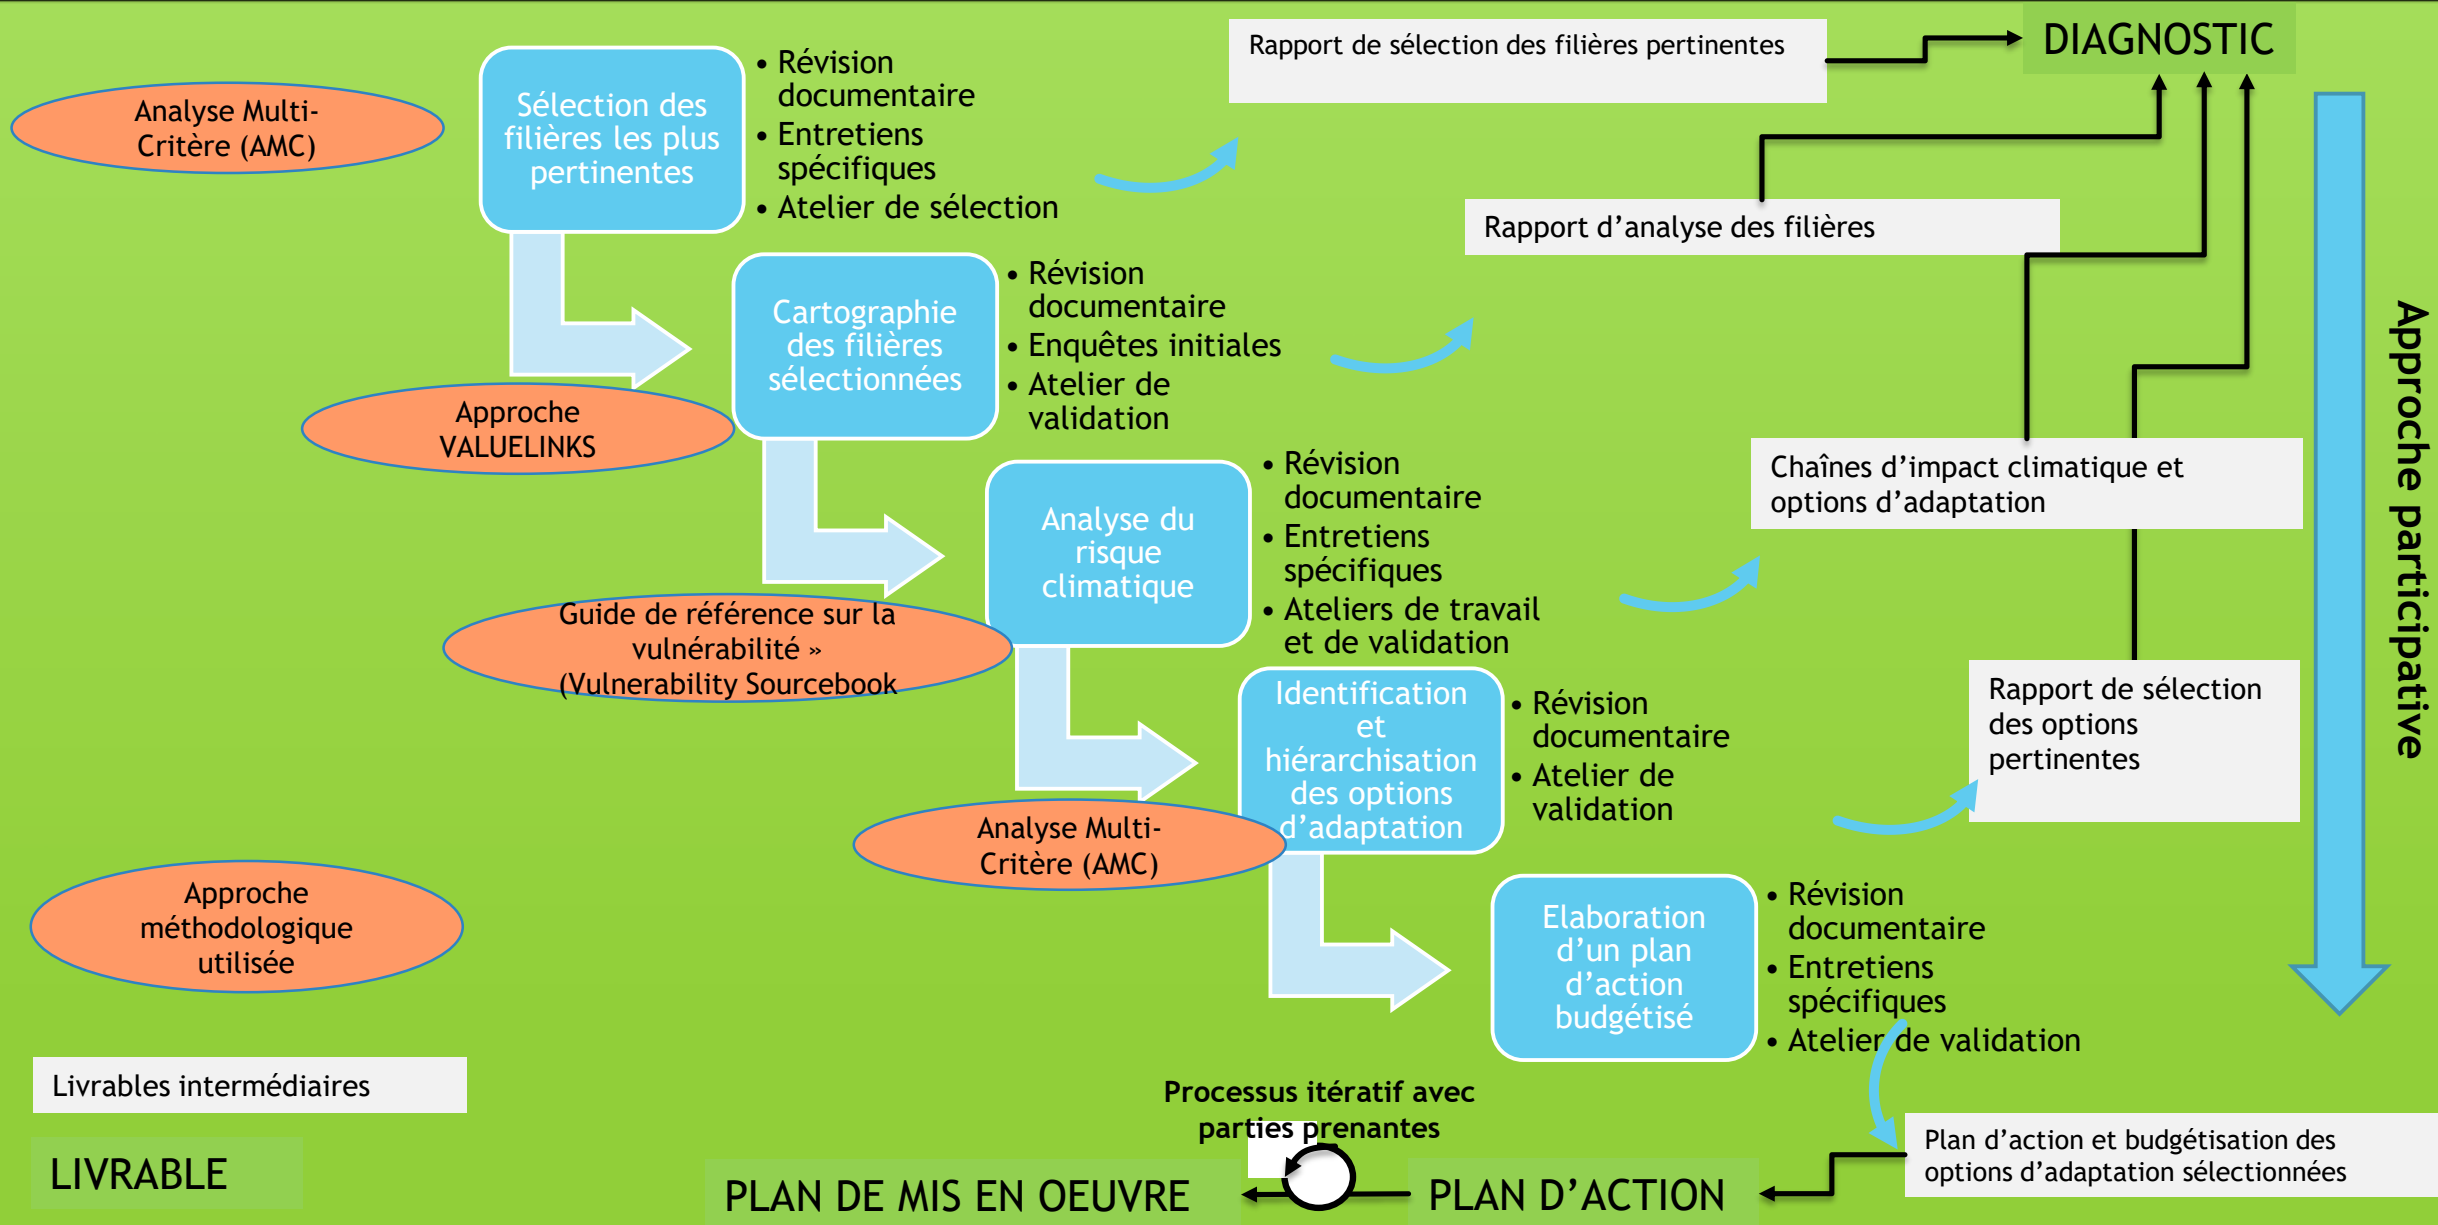 Analyse Multi-
Critère (AMC)
Sélection des
filières les plus
pertinentes
• Révision
documentaire
• Entretiens
spécifiques
• Atelier de sélection
Rapport de sélection des filières pertinentes
DIAGNOSTIC
Approche
VALUELINKS
Cartographie
des filières
sélectionnées
• Révision
documentaire
• Enquêtes initiales
• Atelier de
validation
Rapport d’analyse des filières
Guide de référence sur la
vulnérabilité »
(Vulnerability Sourcebook
Analyse du
risque
climatique
• Révision
documentaire
• Entretiens
spécifiques
• Ateliers de travail
et de validation
Chaînes d’impact climatique et
options d’adaptation
Analyse Multi-
Critère (AMC)
Identification
et
hiérarchisation
des options
d’adaptation
• Révision
documentaire
• Atelier de
validation
Rapport de sélection
des options
pertinentes
Approche participative
Elaboration
d’un plan
d’action
budgétisé
• Révision
documentaire
• Entretiens
spécifiques
• Atelier de validation
Approche
méthodologique
utilisée
Livrables intermédiaires
LIVRABLE
Processus itératif avec
parties prenantes
PLAN DE MIS EN OEUVRE
PLAN D’ACTION
Plan d’action et budgétisation des
options d’adaptation sélectionnées